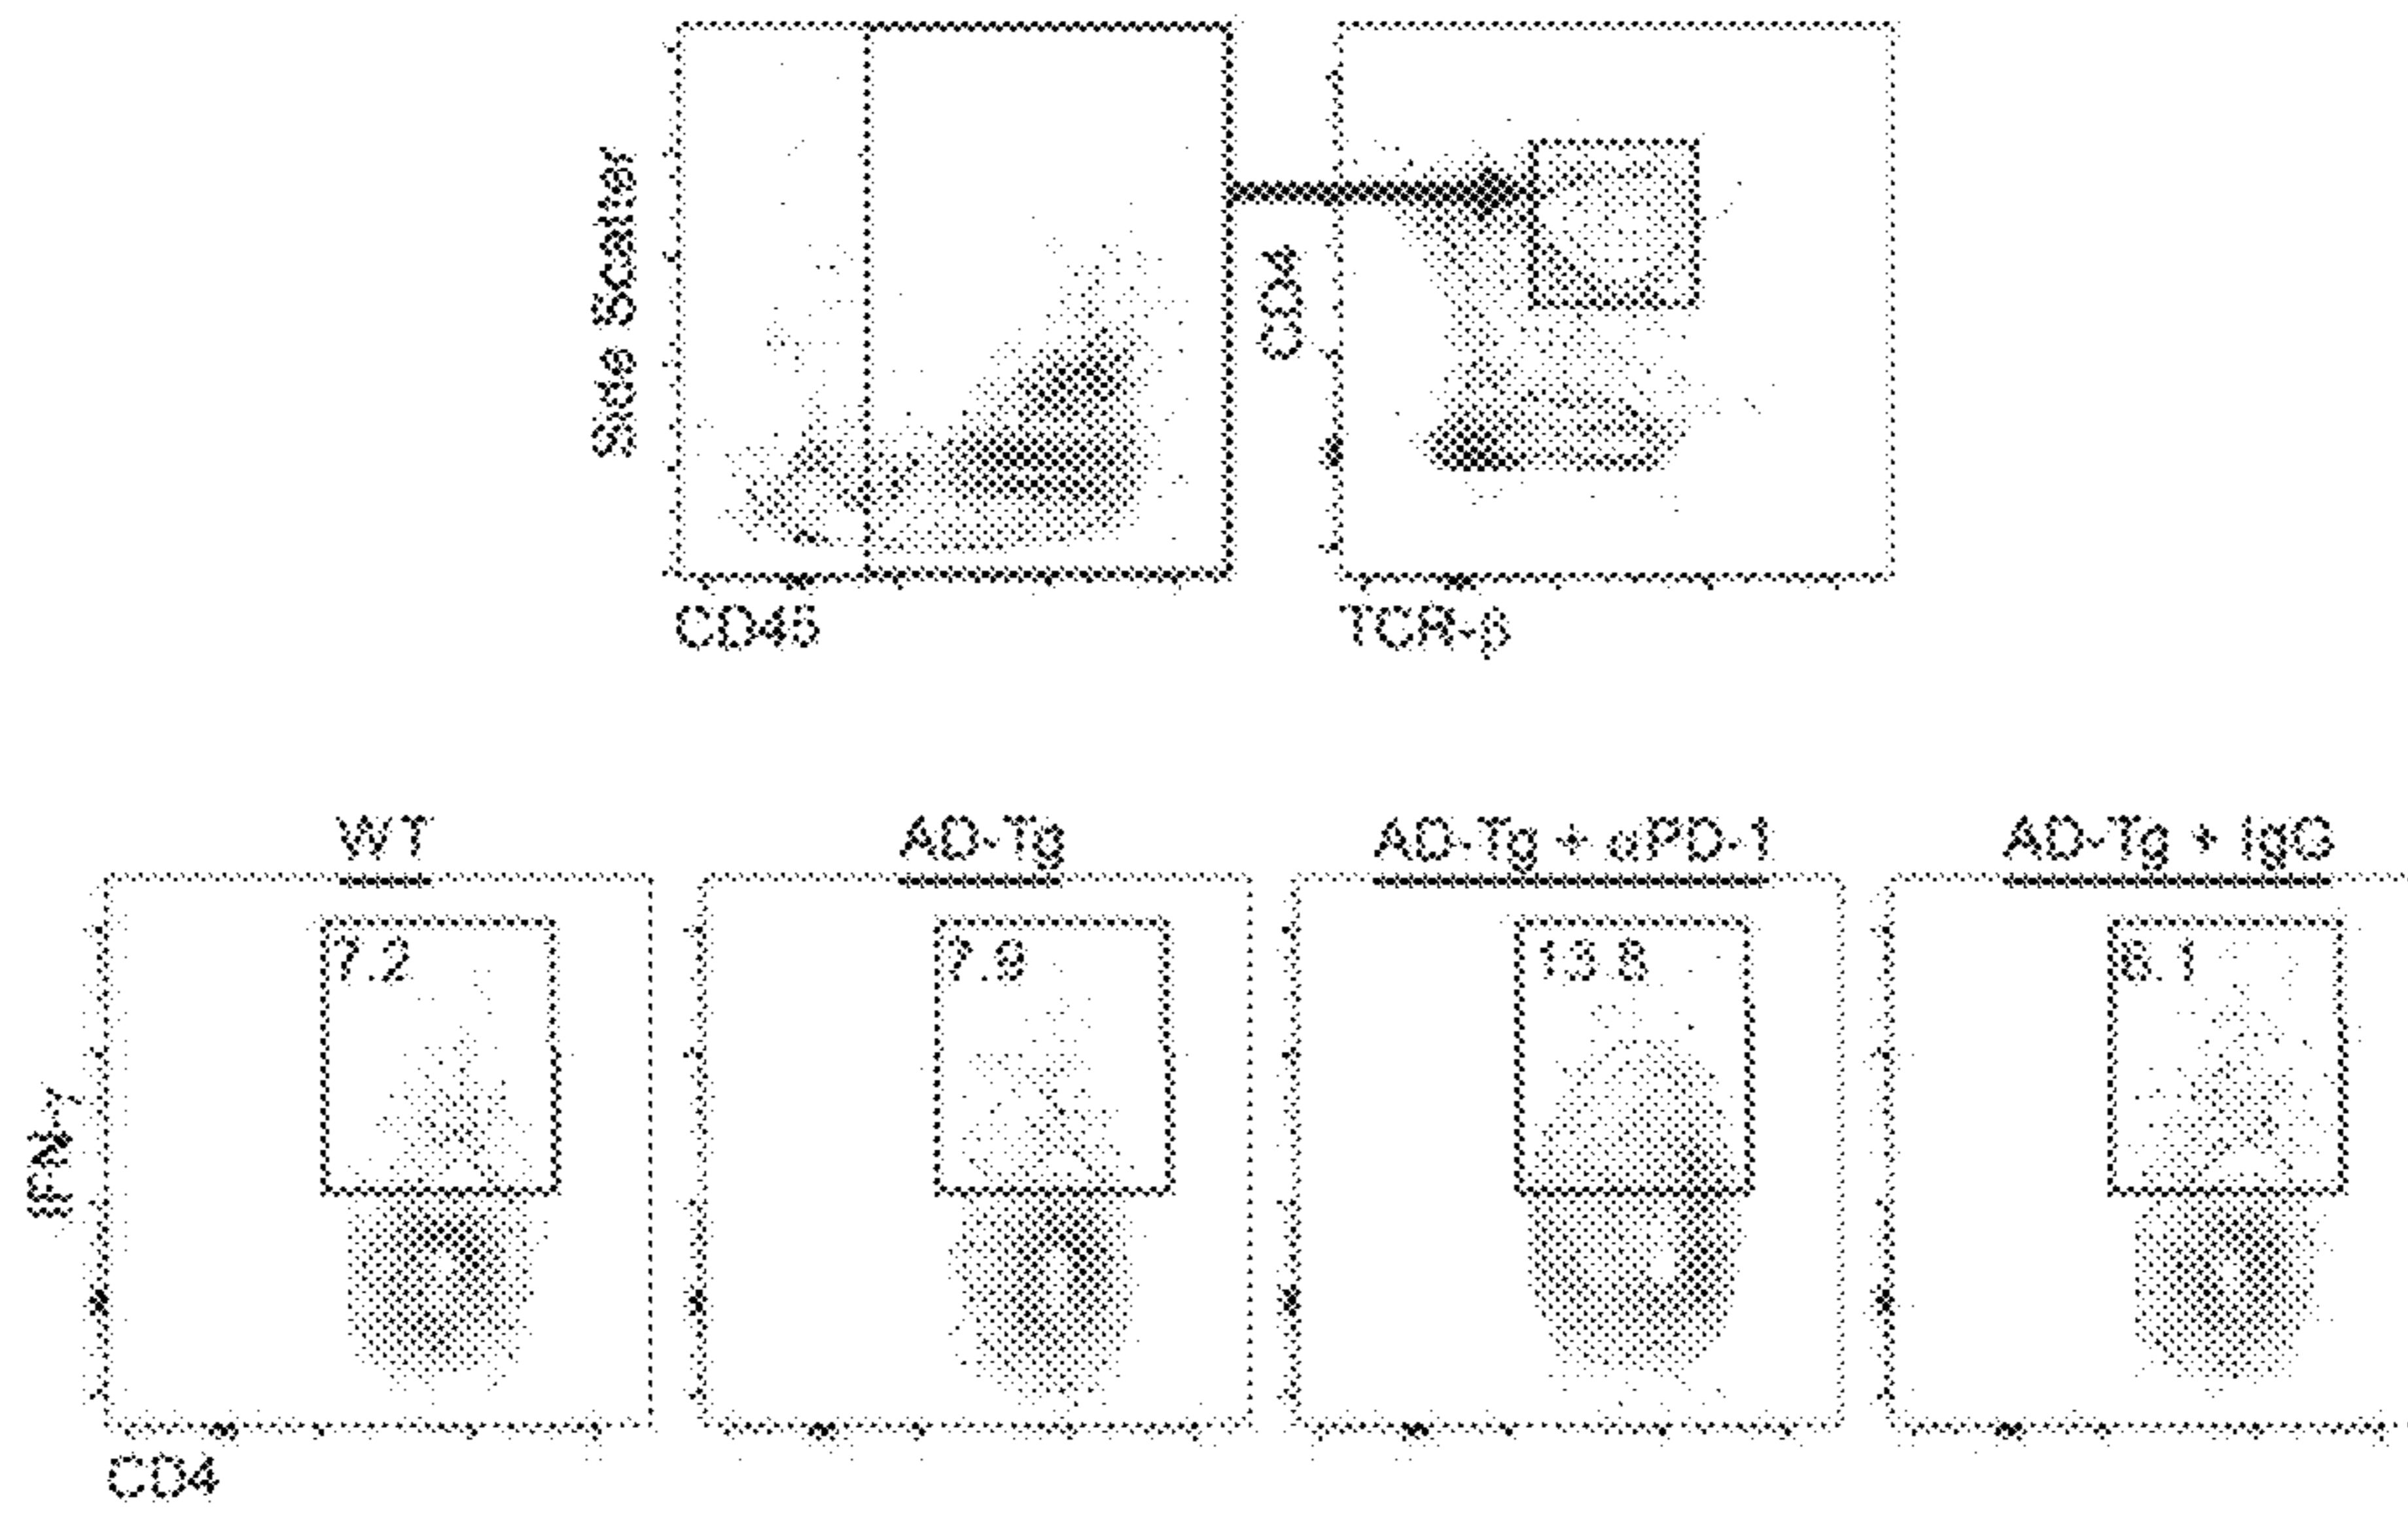 Side Scatter
CD45
CD4
TCR-β
WT
AD-Tg
AD-Tg + αPD-1
AD-Tg + IgG
7.2
7.9
13.8
8.1
IFN-γ
CD4